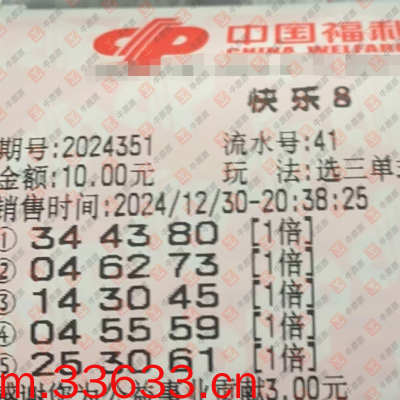 中国福利
CHINA WELFAR
快乐8
期号:2024351 流水号:41
金额:10.00元 玩 法:选三单
销售时间:2024/12/30-20:38:25
① 34 43 80 [1倍]
② 04 62 73 [1倍]
③ 14 30 45 [1倍]
④ 04 55 59 [1倍]
⑤ 25 30 61 [1倍]
m.33633.cn
献3.00元